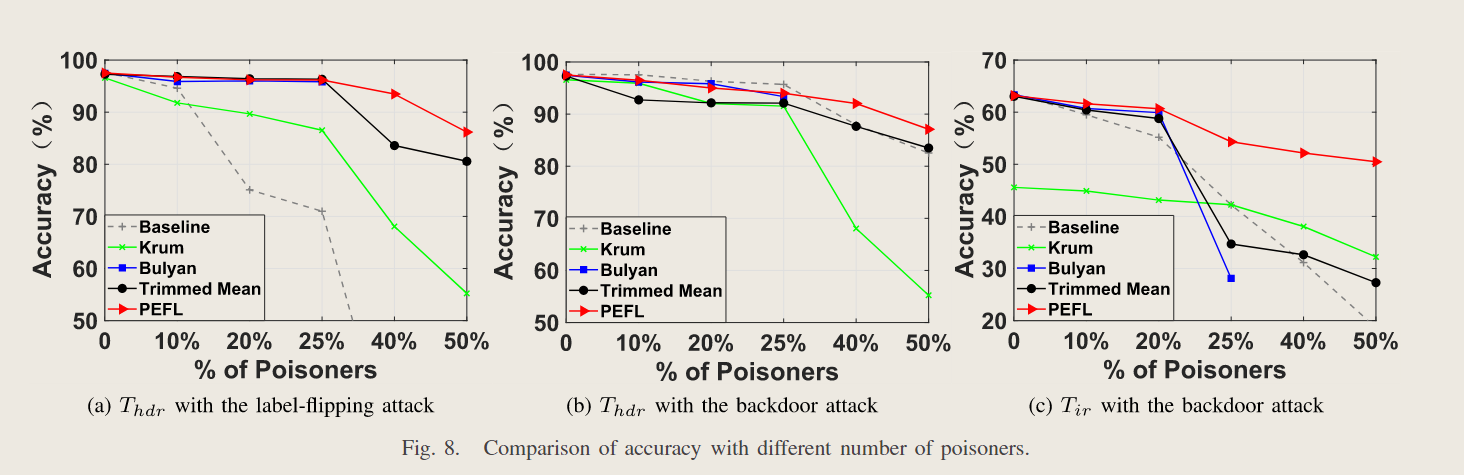 100
90
80
70
60
50
Accuracy (%)
Baseline
Krum
Bulyan
Trimmed Mean
PEFL
0 10% 20% 25% 40% 50%
% of Poisoners
(a) T_hdr with the label-flipping attack
100
90
80
70
60
50
Accuracy (%)
Baseline
Krum
Bulyan
Trimmed Mean
PEFL
0 10% 20% 25% 40% 50%
% of Poisoners
(b) T_hdr with the backdoor attack
70
60
50
40
30
20
Accuracy (%)
Baseline
Krum
Bulyan
Trimmed Mean
PEFL
0 10% 20% 25% 40% 50%
% of Poisoners
(c) T_ir with the backdoor attack
Fig. 8. Comparison of accuracy with different number of poisoners.